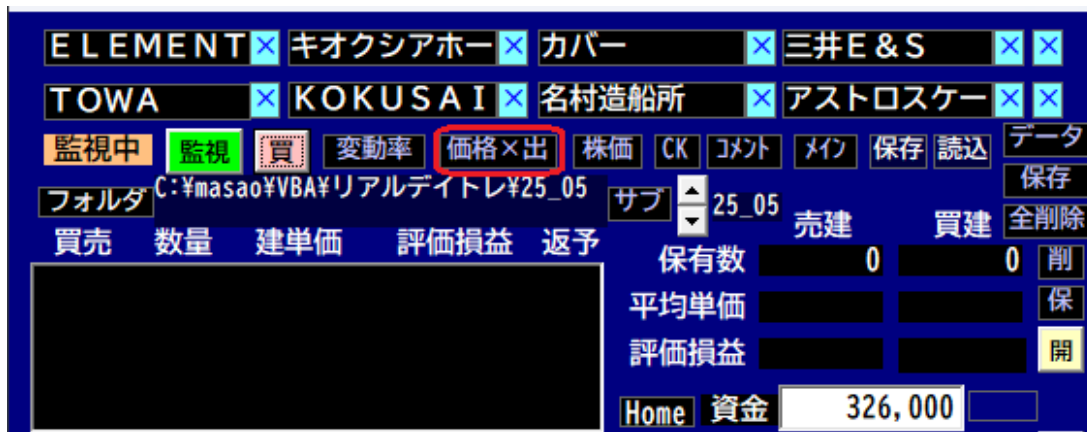 ＥＬＥＭＥＮＴ × キオクシアホー × カバー × 三井Ｅ＆Ｓ × ×
ＴＯＷＡ × ＫＯＫＵＳＡＩ × 名村造船所 × アストロスケー × ×
監視中 監視 買 変動率 価格×出 株価 CK コメント メイン 保存 読込 データ
フォルダ C:¥masao¥VBA¥リアルデイトレ¥25_05 サブ 25_05 保存
買売 数量 建単価 評価損益 返予 売建 買建 全削除
保有数 0 0 削
平均単価 保
評価損益 開
Home 資金 326,000